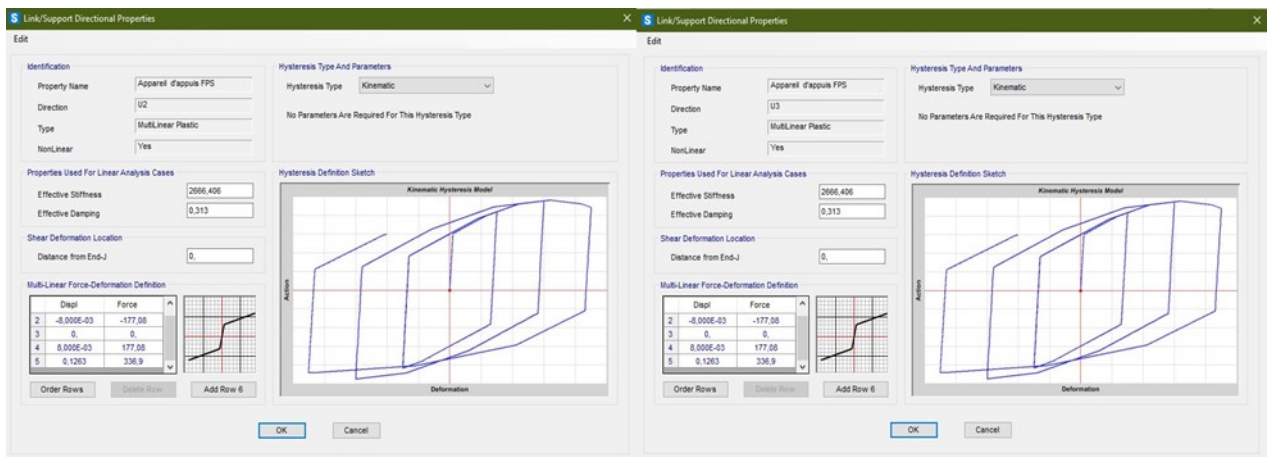 Link/Support Directional Properties
Edit
Identification
Property Name Appareil d'appuis FPS
Direction U2
Type MultiLinear Plastic
NonLinear Yes
Hysteresis Type And Parameters
Hysteresis Type Kinematic
No Parameters Are Required For This Hysteresis Type
Properties Used For Linear Analysis Cases
Effective Stiffness 2666,406
Effective Damping 0,313
Shear Deformation Location
Distance from End-J 0,
Multi-Linear Force-Deformation Definition
Displ Force
2 -8,000E-03 -177,08
3 0, 0,
4 8,000E-03 177,08
5 0,1263 336,9
Order Rows Delete Row Add Row 6
Hysteresis Definition Sketch
Kinematic Hysteresis Model
Action
Deformation
OK Cancel
Link/Support Directional Properties
Edit
Identification
Property Name Appareil d'appuis FPS
Direction U3
Type MultiLinear Plastic
NonLinear Yes
Hysteresis Type And Parameters
Hysteresis Type Kinematic
No Parameters Are Required For This Hysteresis Type
Properties Used For Linear Analysis Cases
Effective Stiffness 2666,406
Effective Damping 0,313
Shear Deformation Location
Distance from End-J 0,
Multi-Linear Force-Deformation Definition
Displ Force
2 -8,000E-03 -177,08
3 0, 0,
4 8,000E-03 177,08
5 0,1263 336,9
Order Rows Delete Row Add Row 6
Hysteresis Definition Sketch
Kinematic Hysteresis Model
Action
Deformation
OK Cancel